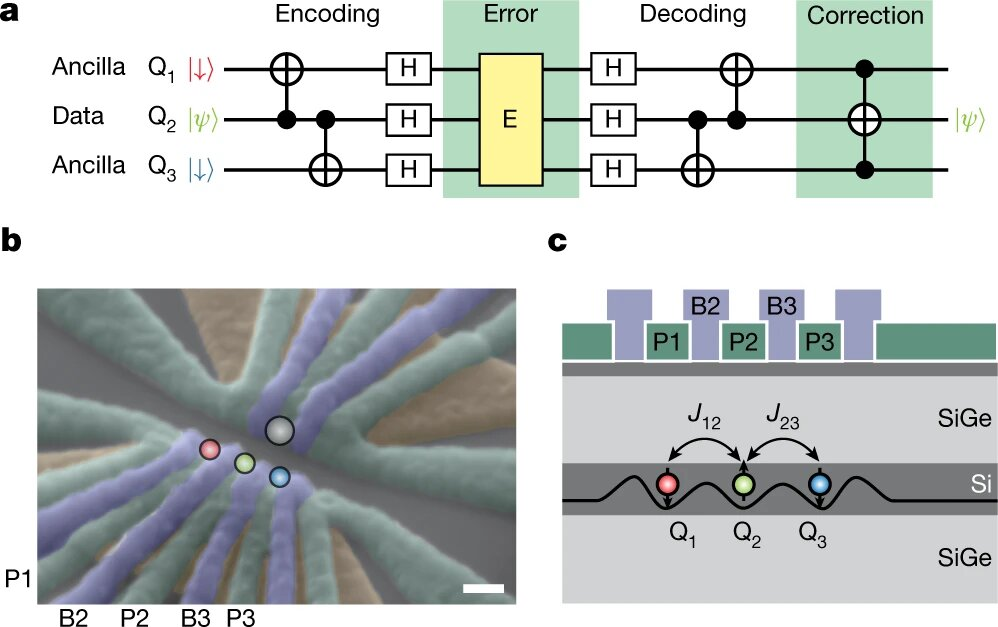 a
Encoding Error Decoding Correction
Ancilla Q1 |↓⟩ H H
Data Q2 |ψ⟩ H E H |ψ⟩
Ancilla Q3 |↓⟩ H H
b
P1
B2 P2 B3 P3
c
B2 B3
P1 P2 P3
SiGe
J12 J23
Si
Q1 Q2 Q3
SiGe